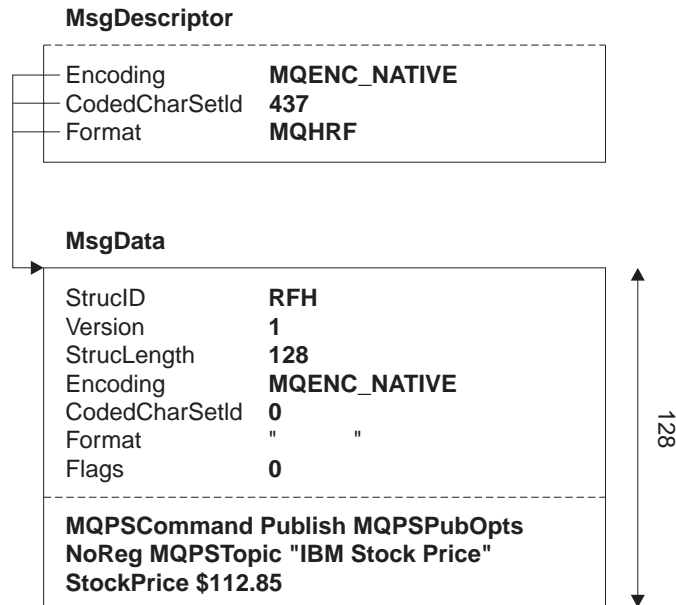 MsgDescriptor
Encoding MQENC_NATIVE
CodedCharSetId 437
Format MQHRF
MsgData
StrucID RFH
Version 1
StrucLength 128
Encoding MQENC_NATIVE
CodedCharSetId 0
Format "          "
Flags 0
128
MQPSCommand Publish MQPSPubOpts
NoReg MQPSTopic "IBM Stock Price"
StockPrice $112.85